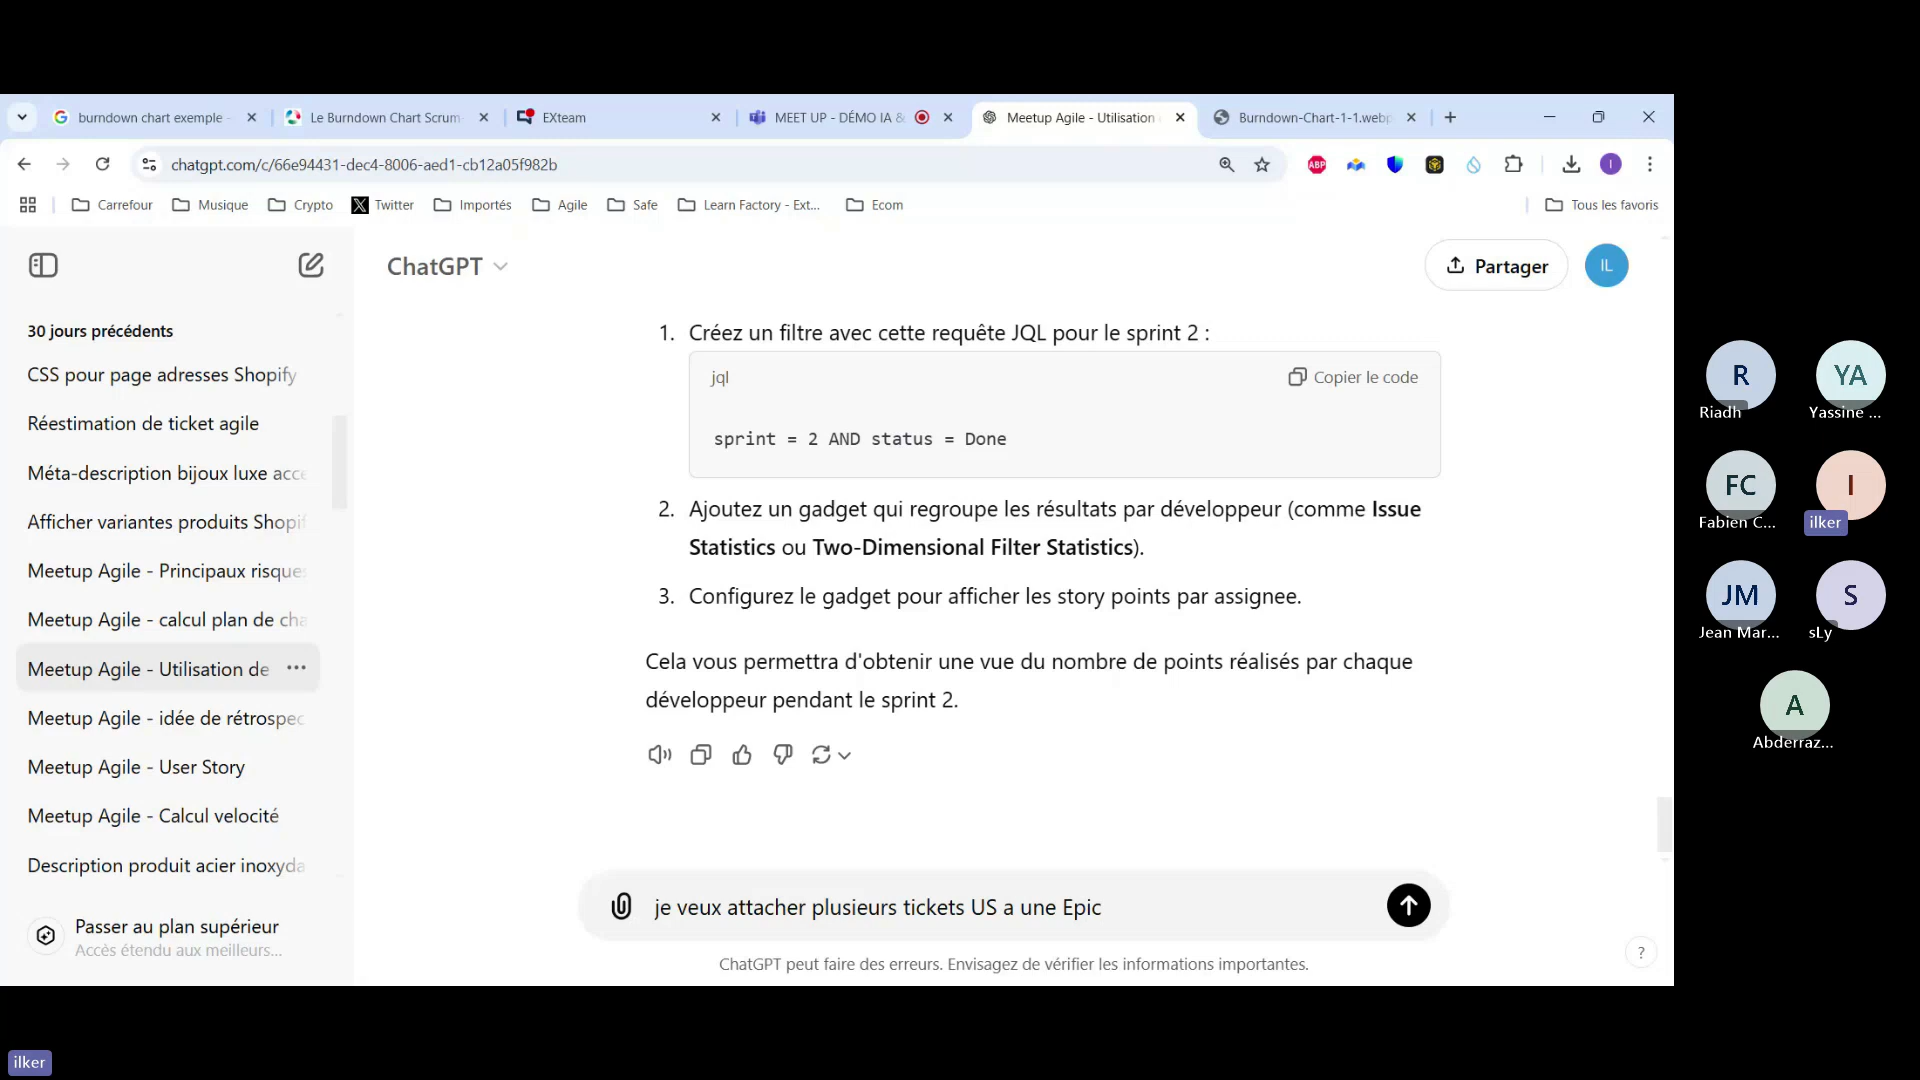 burndown chart exemple -
Le Burndown Chart Scrum
EXteam
MEET UP - DÉMO IA &
Meetup Agile - Utilisation
Burndown-Chart-1-1.webp
chatgpt.com/c/66e94431-dec4-8006-aed1-cb12a05f982b
ABP
I
Carrefour
Musique
Crypto
Twitter
Importés
Agile
Safe
Learn Factory - Ext...
Ecom
Tous les favoris
ChatGPT
Partager
IL
30 jours précédents
CSS pour page adresses Shopify
Réestimation de ticket agile
Méta-description bijoux luxe acce
Afficher variantes produits Shopif
Meetup Agile - Principaux risques
Meetup Agile - calcul plan de cha
Meetup Agile - Utilisation de
Meetup Agile - idée de rétrospec
Meetup Agile - User Story
Meetup Agile - Calcul velocité
Description produit acier inoxyda
Passer au plan supérieur
Accès étendu aux meilleurs...
1. Créez un filtre avec cette requête JQL pour le sprint 2 :
jql
Copier le code
sprint = 2 AND status = Done
2. Ajoutez un gadget qui regroupe les résultats par développeur (comme Issue
Statistics ou Two-Dimensional Filter Statistics).
3. Configurez le gadget pour afficher les story points par assignee.
Cela vous permettra d'obtenir une vue du nombre de points réalisés par chaque
développeur pendant le sprint 2.
je veux attacher plusieurs tickets US a une Epic
ChatGPT peut faire des erreurs. Envisagez de vérifier les informations importantes.
?
R
Riadh
YA
Yassine ...
FC
Fabien C...
I
ilker
JM
Jean Mar...
S
sLy
A
Abderraz...
ilker